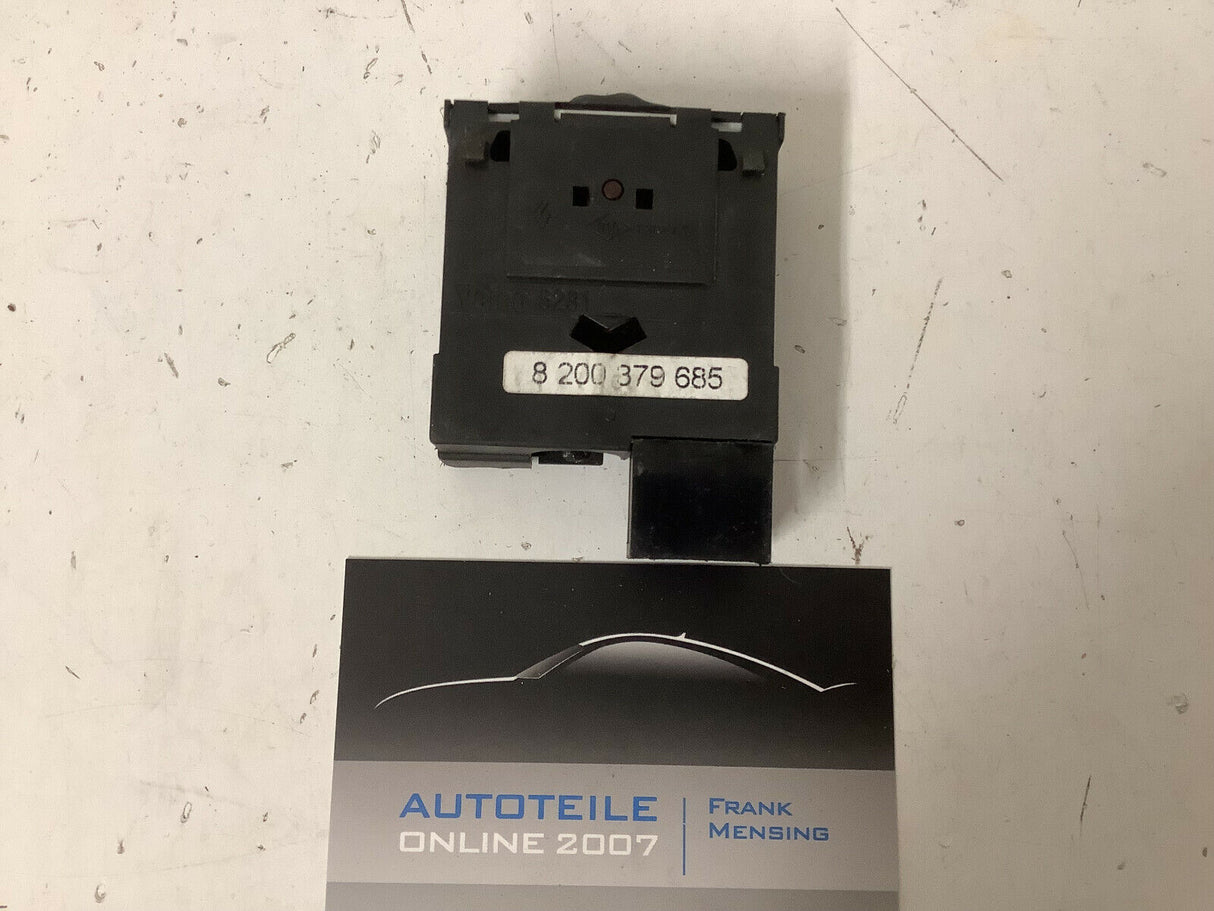 8 200 379 685
AUTOTEILE
ONLINE 2007
FRANK
MENSING